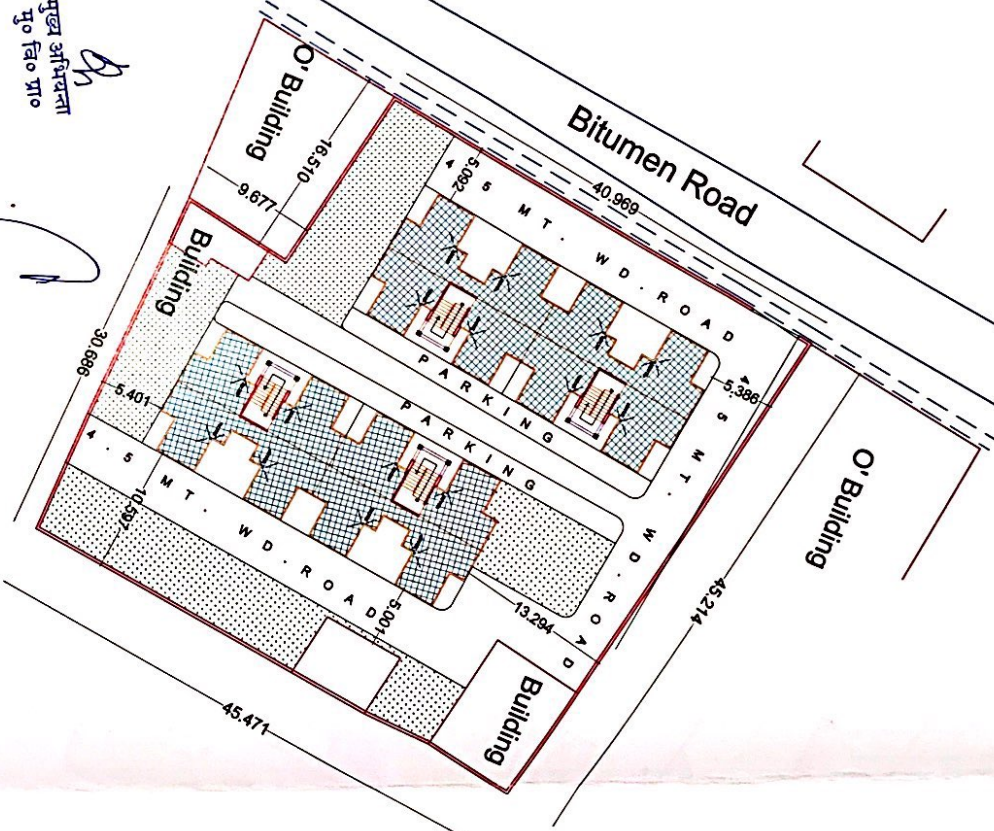 मुख्य अभियन्ता
मु० वि० प्रा०
O' Building
16.510
9.677
Building
Bitumen Road
40.969
5.092
4.5 MT. WD. ROAD
5.386
4.5 MT. WD. ROAD
PARKING
PARKING
O' Building
30.686
5.401
10.597
4.5 MT. WD. ROAD
5.001
13.294
45.214
Building
45.471